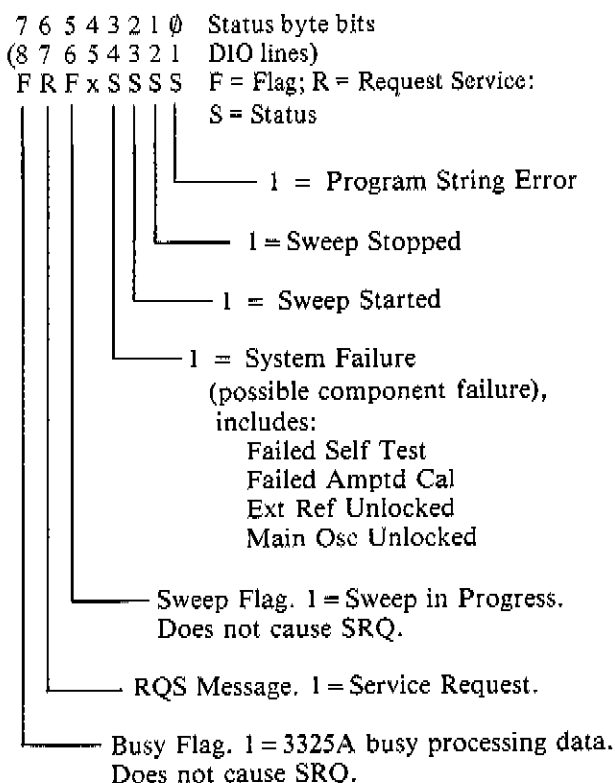 7 6 5 4 3 2 1 0 Status byte bits
(8 7 6 5 4 3 2 1 DIO lines)
F R F x S S S S F = Flag; R = Request Service:
S = Status
1 = Program String Error
1 = Sweep Stopped
1 = Sweep Started
1 = System Failure
(possible component failure),
includes:
Failed Self Test
Failed Amptd Cal
Ext Ref Unlocked
Main Osc Unlocked
Sweep Flag. 1 = Sweep in Progress.
Does not cause SRQ.
RQS Message. 1 = Service Request.
Busy Flag. 1 = 3325A busy processing data.
Does not cause SRQ.